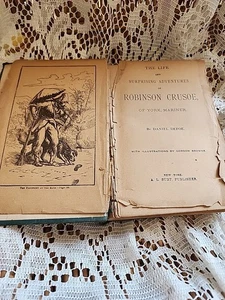 THE LIFE
AND
SURPRISING ADVENTURES
OF
ROBINSON CRUSOE,
OF YORK, MARINER.
BY DANIEL DEFOE
WITH ILLUSTRATIONS BY
NEW YORK:
A. L. BURT, PUBLISHER